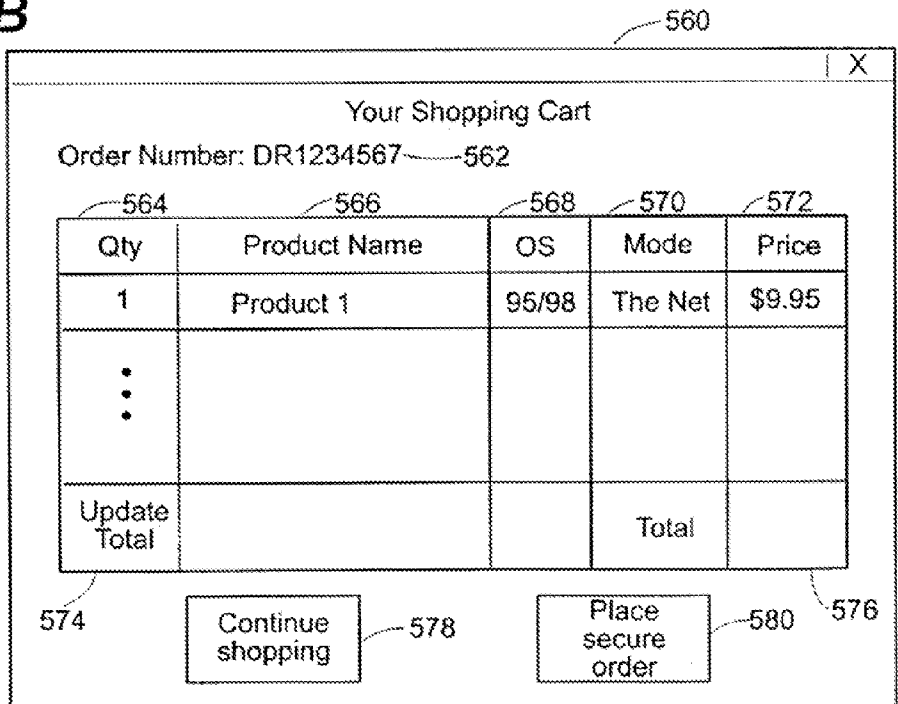 B
560
X
Your Shopping Cart
Order Number: DR1234567 562
564 566 568 570 572
Qty Product Name OS Mode Price
1 Product 1 95/98 The Net $9.95
Update
Total
Total
574 576
Continue
shopping
578
Place
secure
order
580